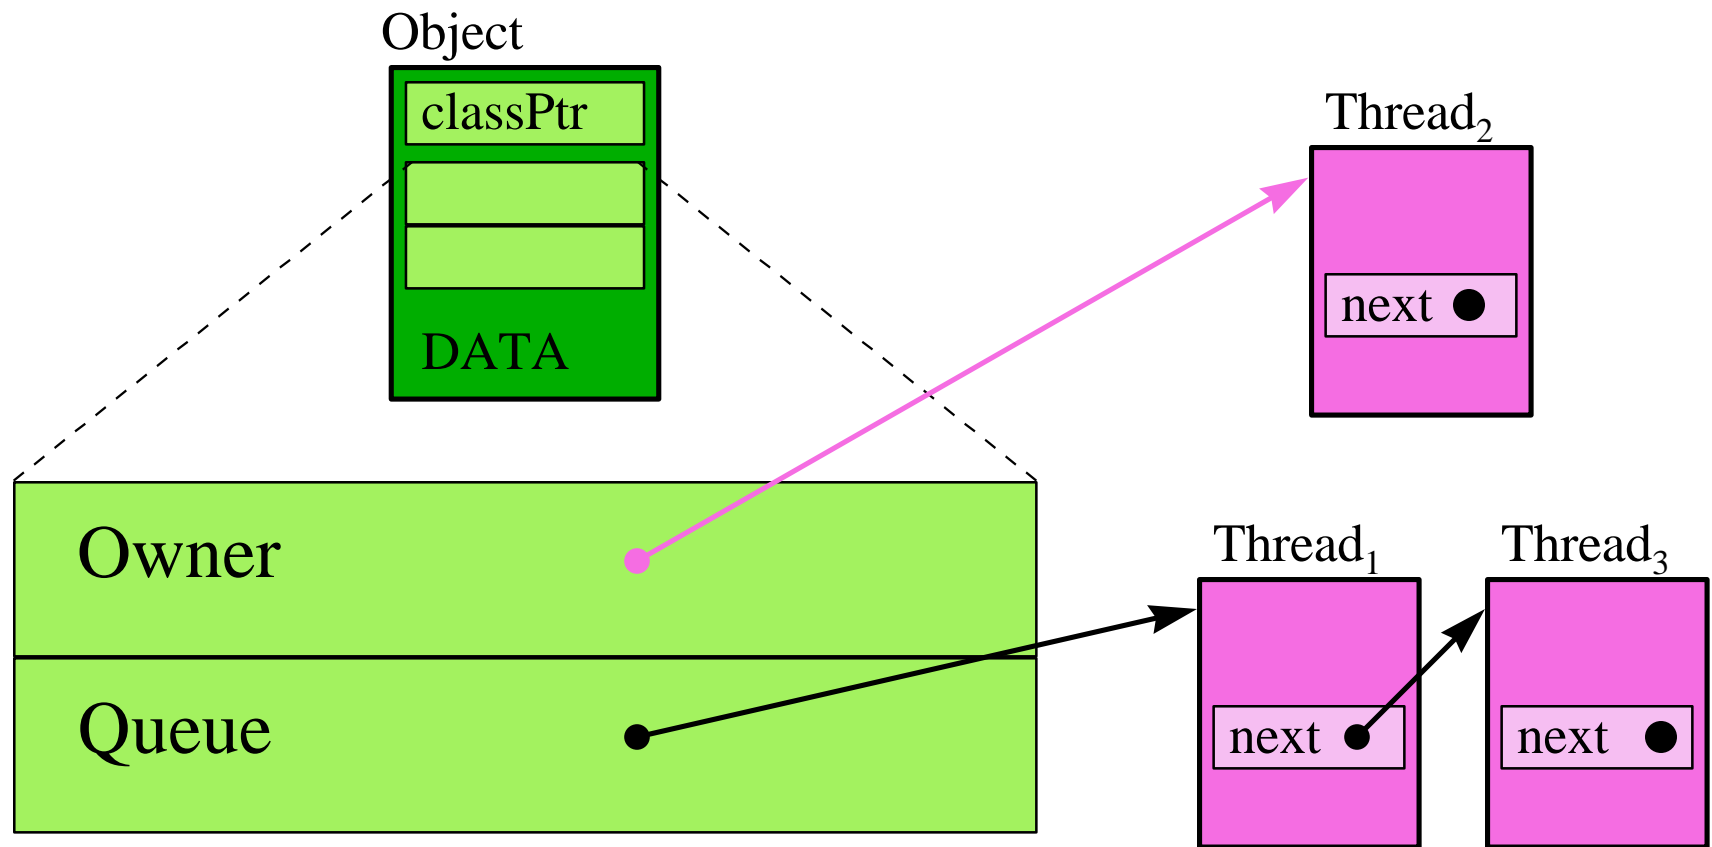 Object
classPtr
DATA
Thread₂
next
Owner
Queue
Thread₁
next
Thread₃
next